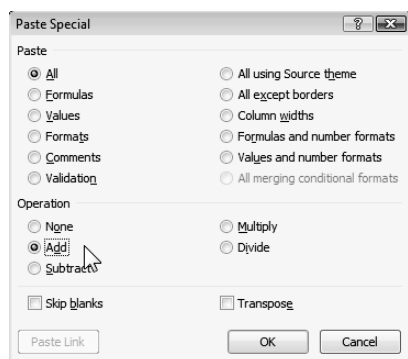 Paste Special
Paste
All
All using Source theme
Formulas
All except borders
Values
Column widths
Formats
Formulas and number formats
Comments
Values and number formats
Validation
All merging conditional formats
Operation
None
Multiply
Add
Divide
Subtract
Skip blanks
Transpose
Paste Link
OK
Cancel